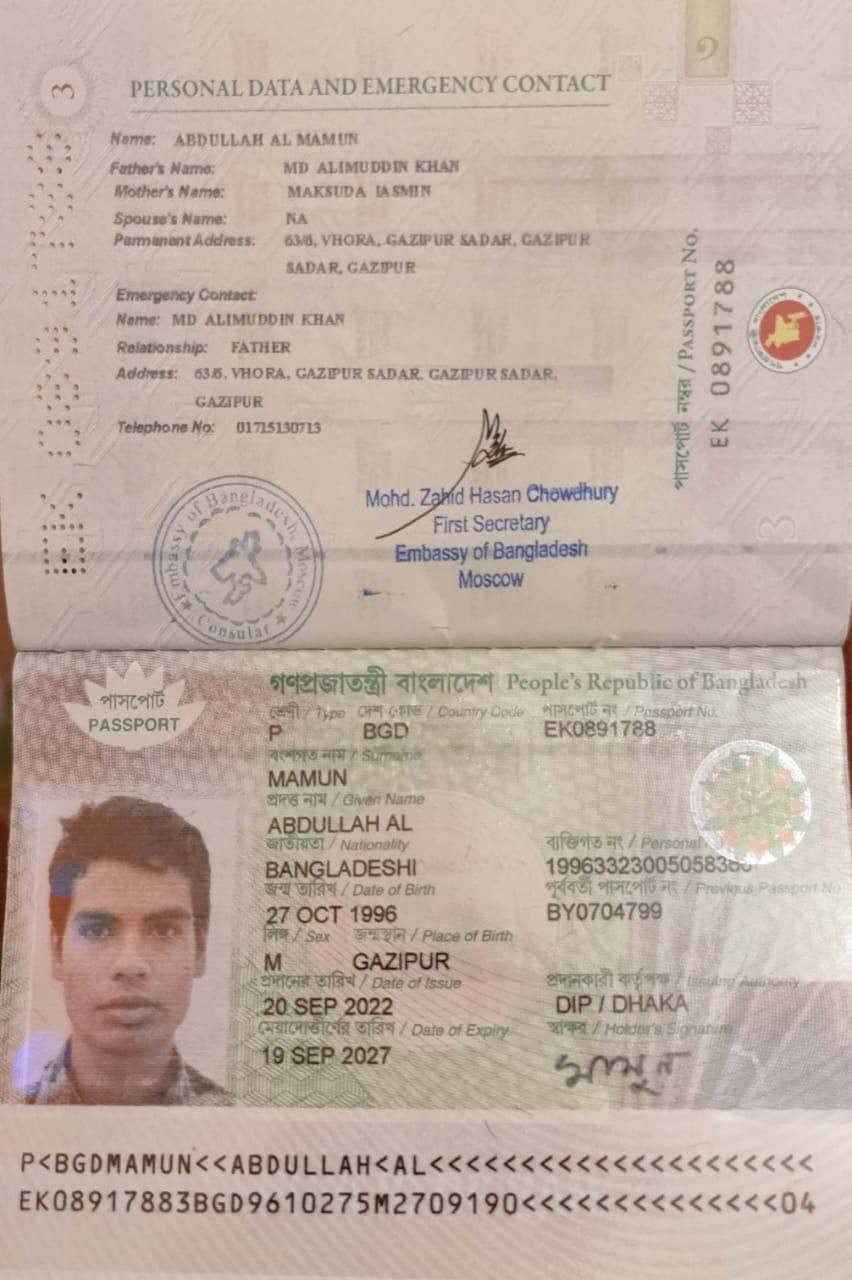 3
PERSONAL DATA AND EMERGENCY CONTACT
Name: ABDULLAH AL MAMUN
Father's Name: MD ALIMUDDIN KHAN
Mother's Name: MAKSUDA IASMIN
Spouse's Name: NA
Permanent Address: 63/6, VHORA, GAZIPUR SADAR, GAZIPUR
SADAR, GAZIPUR
Emergency Contact:
Name: MD ALIMUDDIN KHAN
Relationship: FATHER
Address: 63/6, VHORA, GAZIPUR SADAR, GAZIPUR SADAR,
GAZIPUR
Telephone No: 01715130713
পাসপোর্ট নম্বর / PASSPORT No.
EK 0891788
Embassy of Bangladesh, Moscow
Consular
Mohd. Zahid Hasan Chowdhury
First Secretary
Embassy of Bangladesh
Moscow
পাসপোর্ট
PASSPORT
গণপ্রজাতন্ত্রী বাংলাদেশ People's Republic of Bangladesh
শ্রেণী / Type দেশ কোড / Country Code পাসপোর্ট নং / Passport No.
P BGD EK0891788
বংশগত নাম / Surname
MAMUN
প্রদত্ত নাম / Given Name
ABDULLAH AL
জাতীয়তা / Nationality ব্যক্তিগত নং / Personal
BANGLADESHI 199633230050583
জন্ম তারিখ / Date of Birth পূর্ববর্তী পাসপোর্ট নং / Previous Passport No
27 OCT 1996 BY0704799
লিঙ্গ / Sex জন্মস্থান / Place of Birth
M GAZIPUR
প্রদানের তারিখ / Date of Issue প্রদানকারী কর্তৃপক্ষ / Issuing Authority
20 SEP 2022 DIP / DHAKA
মেয়াদোত্তীর্ণের তারিখ / Date of Expiry স্বাক্ষর / Holder's Signature
19 SEP 2027 মামুন
P<BGDMAMUN<<ABDULLAH<AL<<<<<<<<<<<<<<<<<<<<<
EK08917883BGD9610275M2709190<<<<<<<<<<<<<<04